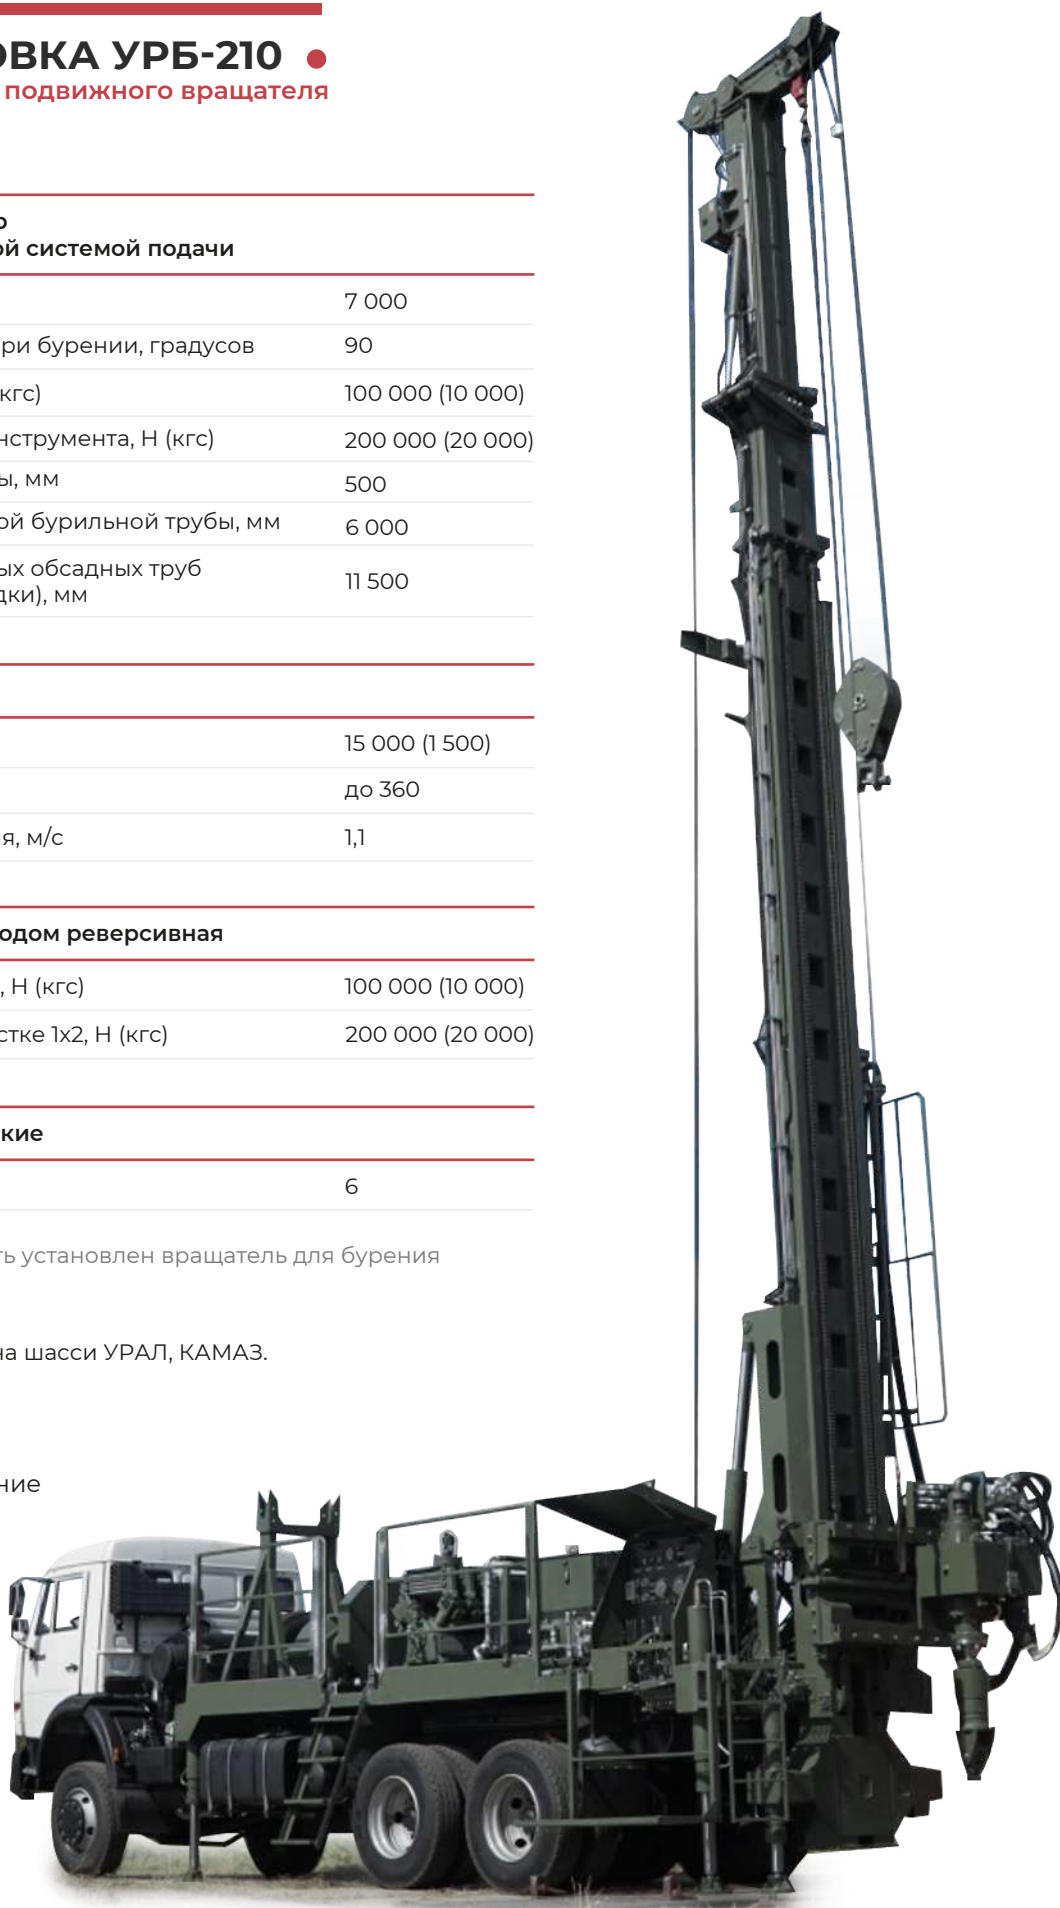 ОВКА УРБ-210
подвижного вращателя
р
ой системой подачи
7 000
ри бурении, градусов 90
кгс) 100 000 (10 000)
нструмента, Н (кгс) 200 000 (20 000)
ы, мм 500
ой бурильной трубы, мм 6 000
ых обсадных труб
дки), мм 11 500
15 000 (1 500)
до 360
я, м/с 1,1
одом реверсивная
, Н (кгс) 100 000 (10 000)
стке 1х2, Н (кгс) 200 000 (20 000)
кие
6
ть установлен вращатель для бурения
на шасси УРАЛ, КАМАЗ.
ние